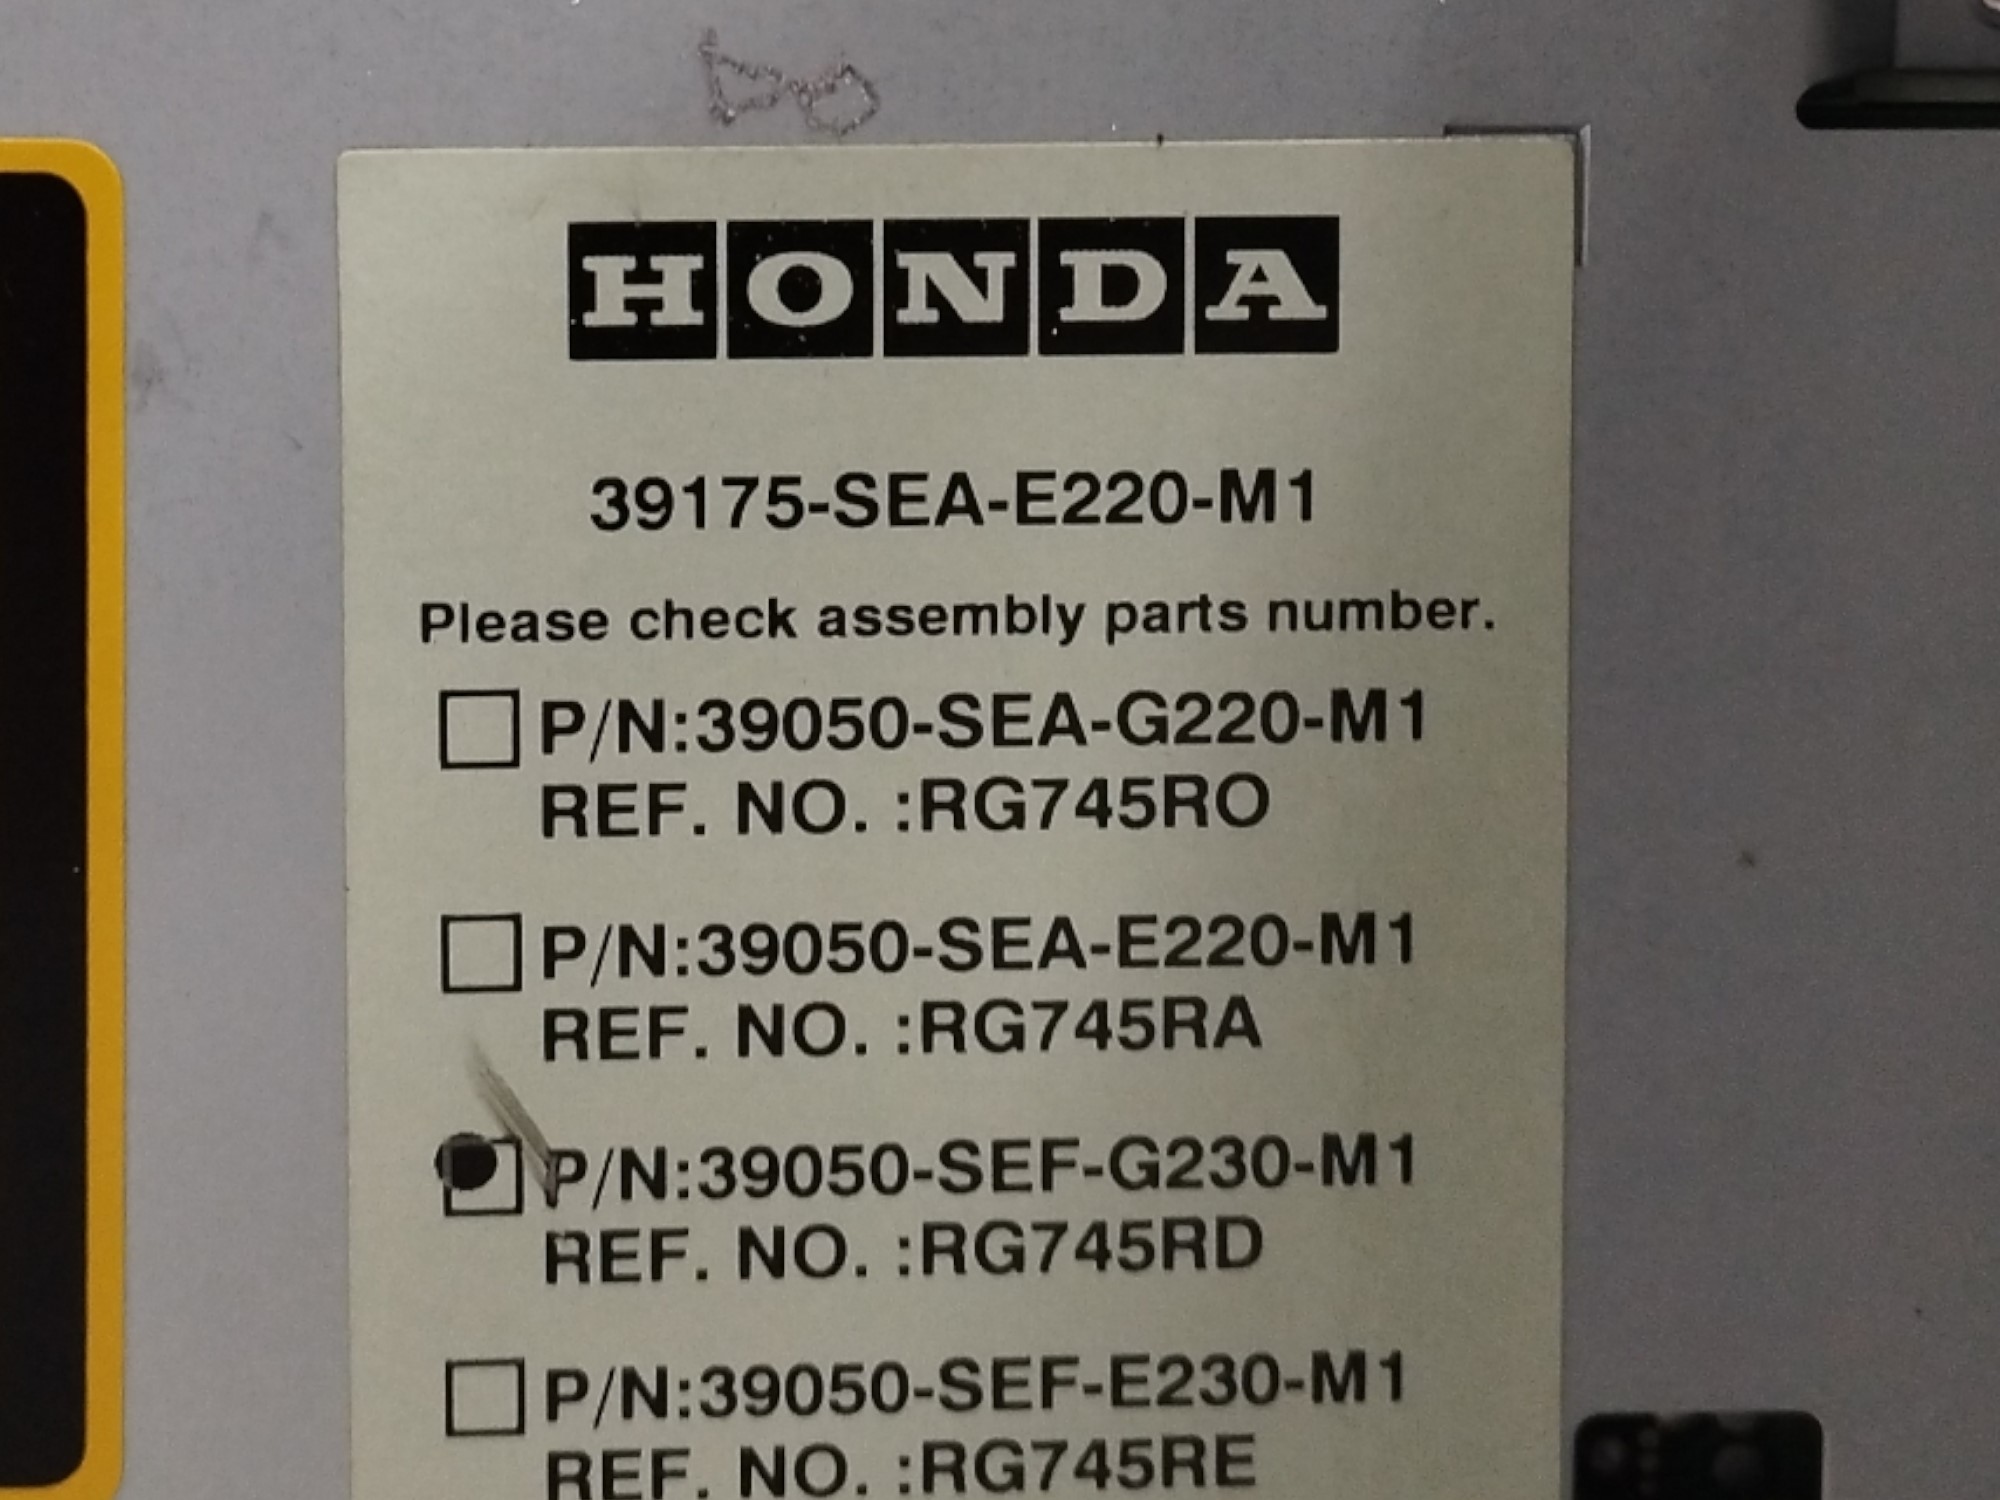 HONDA
39175-SEA-E220-M1
Please check assembly parts number.
P/N:39050-SEA-G220-M1
REF. NO. :RG745RO
P/N:39050-SEA-E220-M1
REF. NO. :RG745RA
P/N:39050-SEF-G230-M1
REF. NO. :RG745RD
P/N:39050-SEF-E230-M1
REF. NO. :RG745RE